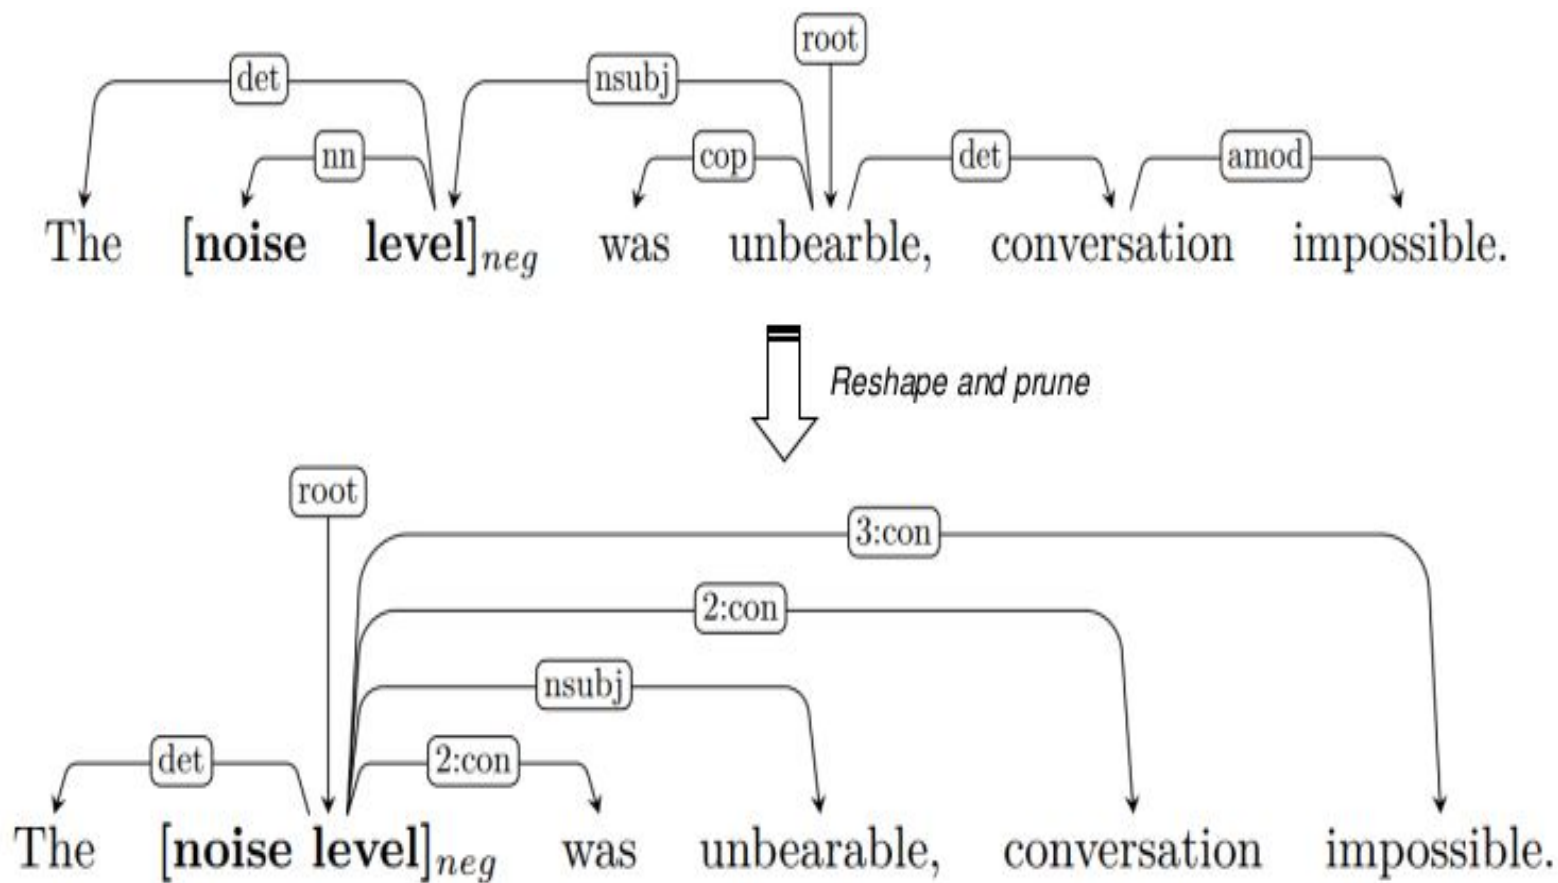 root
det nsubj
nn cop det amod
The [noise level]neg was unbearble, conversation impossible.
Reshape and prune
root
3:con
2:con
nsubj
det 2:con
The [noise level]neg was unbearable, conversation impossible.